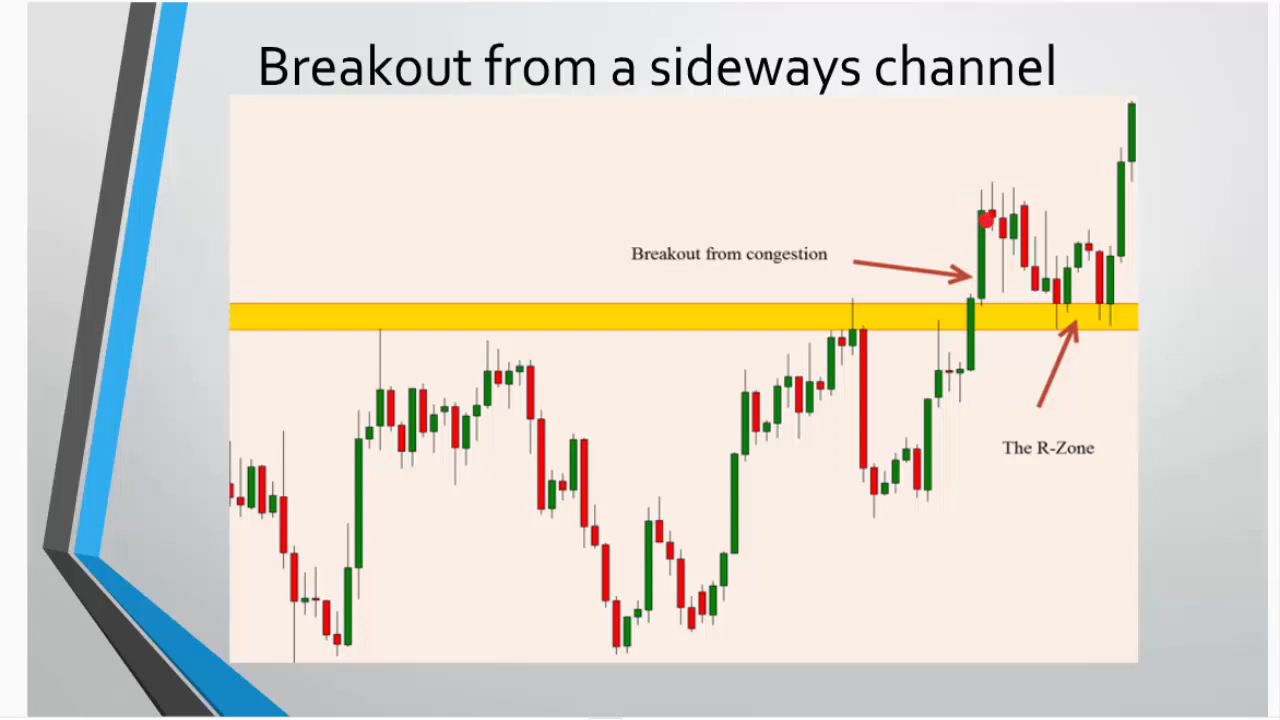 Breakout from a sideways channel
Breakout from congestion
The R-Zone